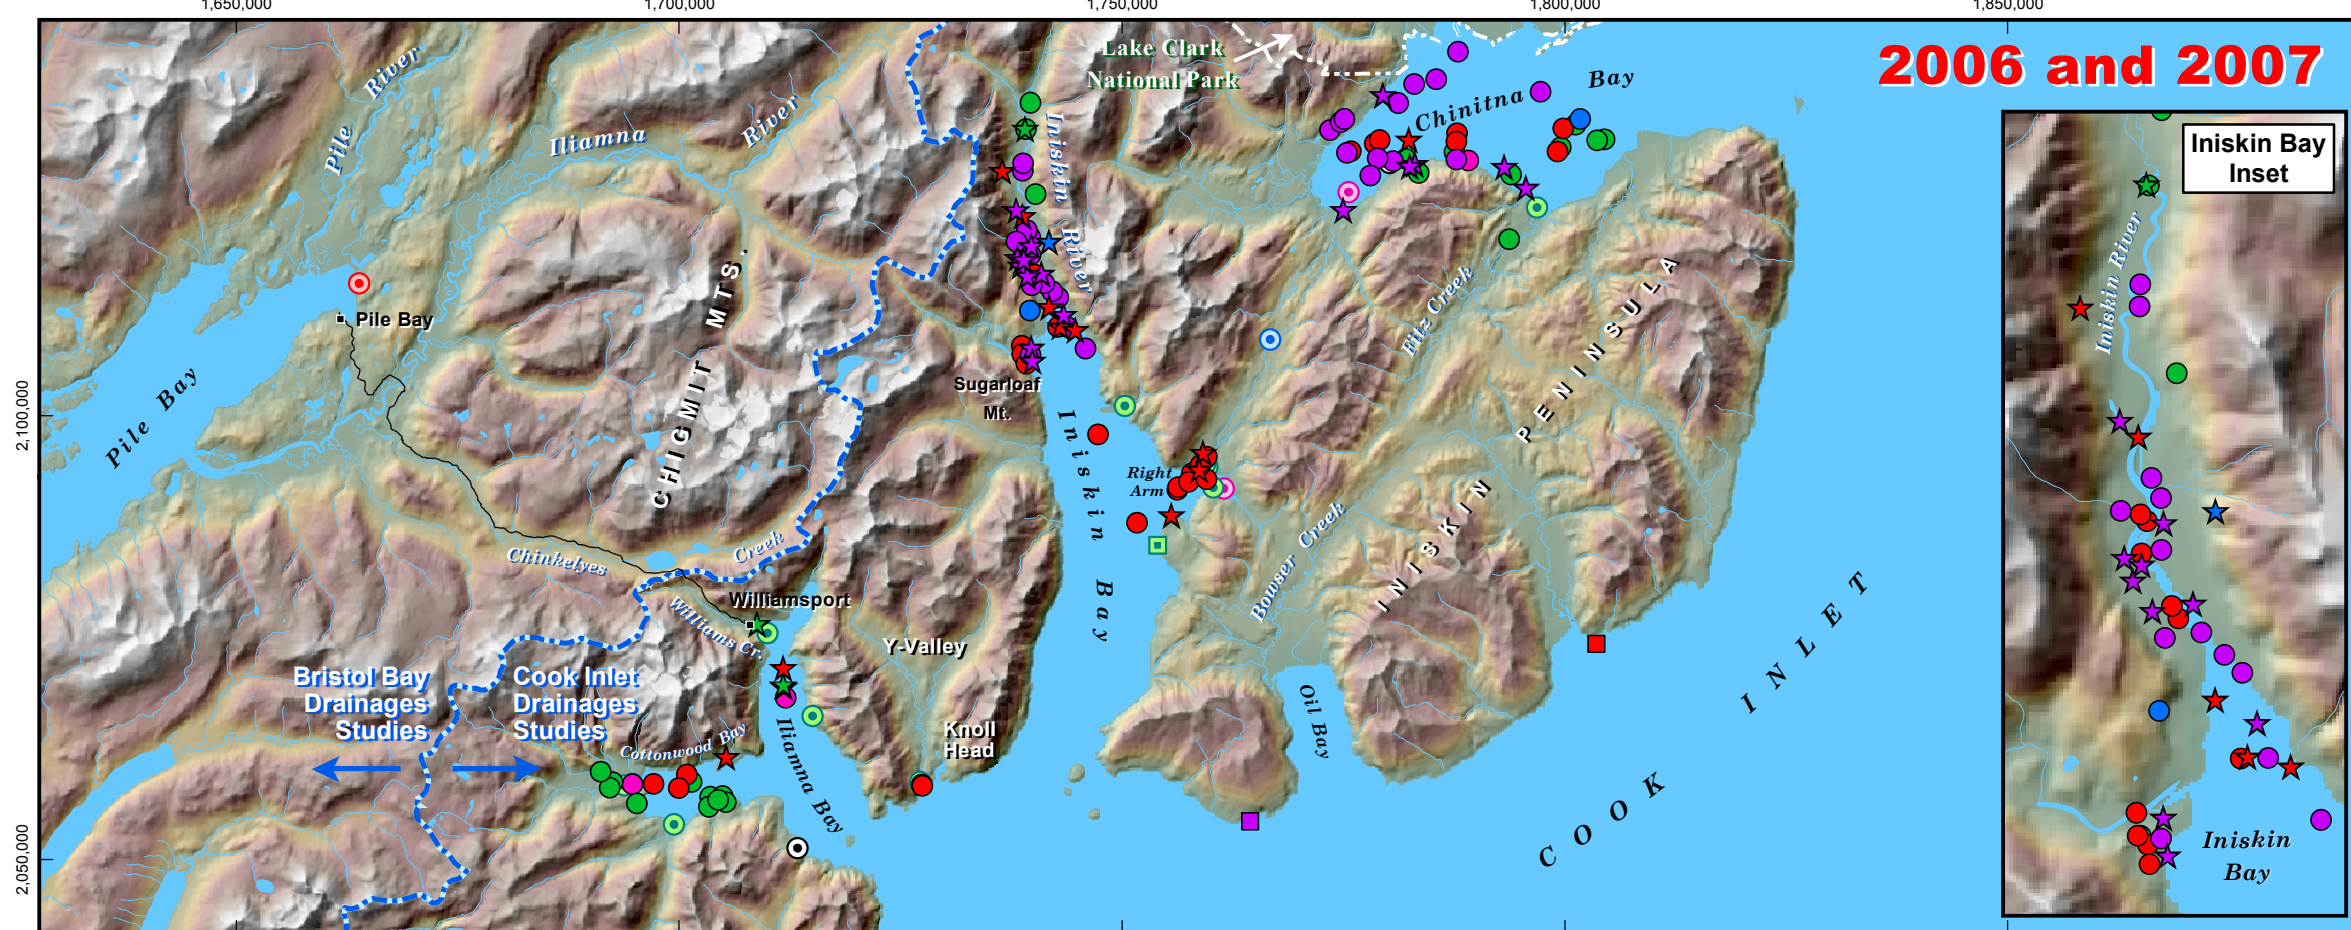 1,650,000
1,700,000
1,750,000
1,800,000
1,850,000
2006 and 2007
Lake Clark
National Park
Chinitna Bay
Pile River
Iliamna River
Iniskin River
Pile Bay
Pile Bay
CHIGMIT MTS.
Sugarloaf
Mt.
Fitz Creek
INISKIN PENINSULA
Iniskin Bay
Right
Arm
Bowser Creek
Chinkelyes Creek
Williamsport
Williams Cr.
Y-Valley
Bristol Bay
Drainages
Studies
Cook Inlet
Drainages
Studies
Cottonwood Bay
Iliamna Bay
Knoll
Head
Oil Bay
COOK INLET
2,100,000
2,050,000
Iniskin Bay
Inset
Iniskin River
Iniskin
Bay